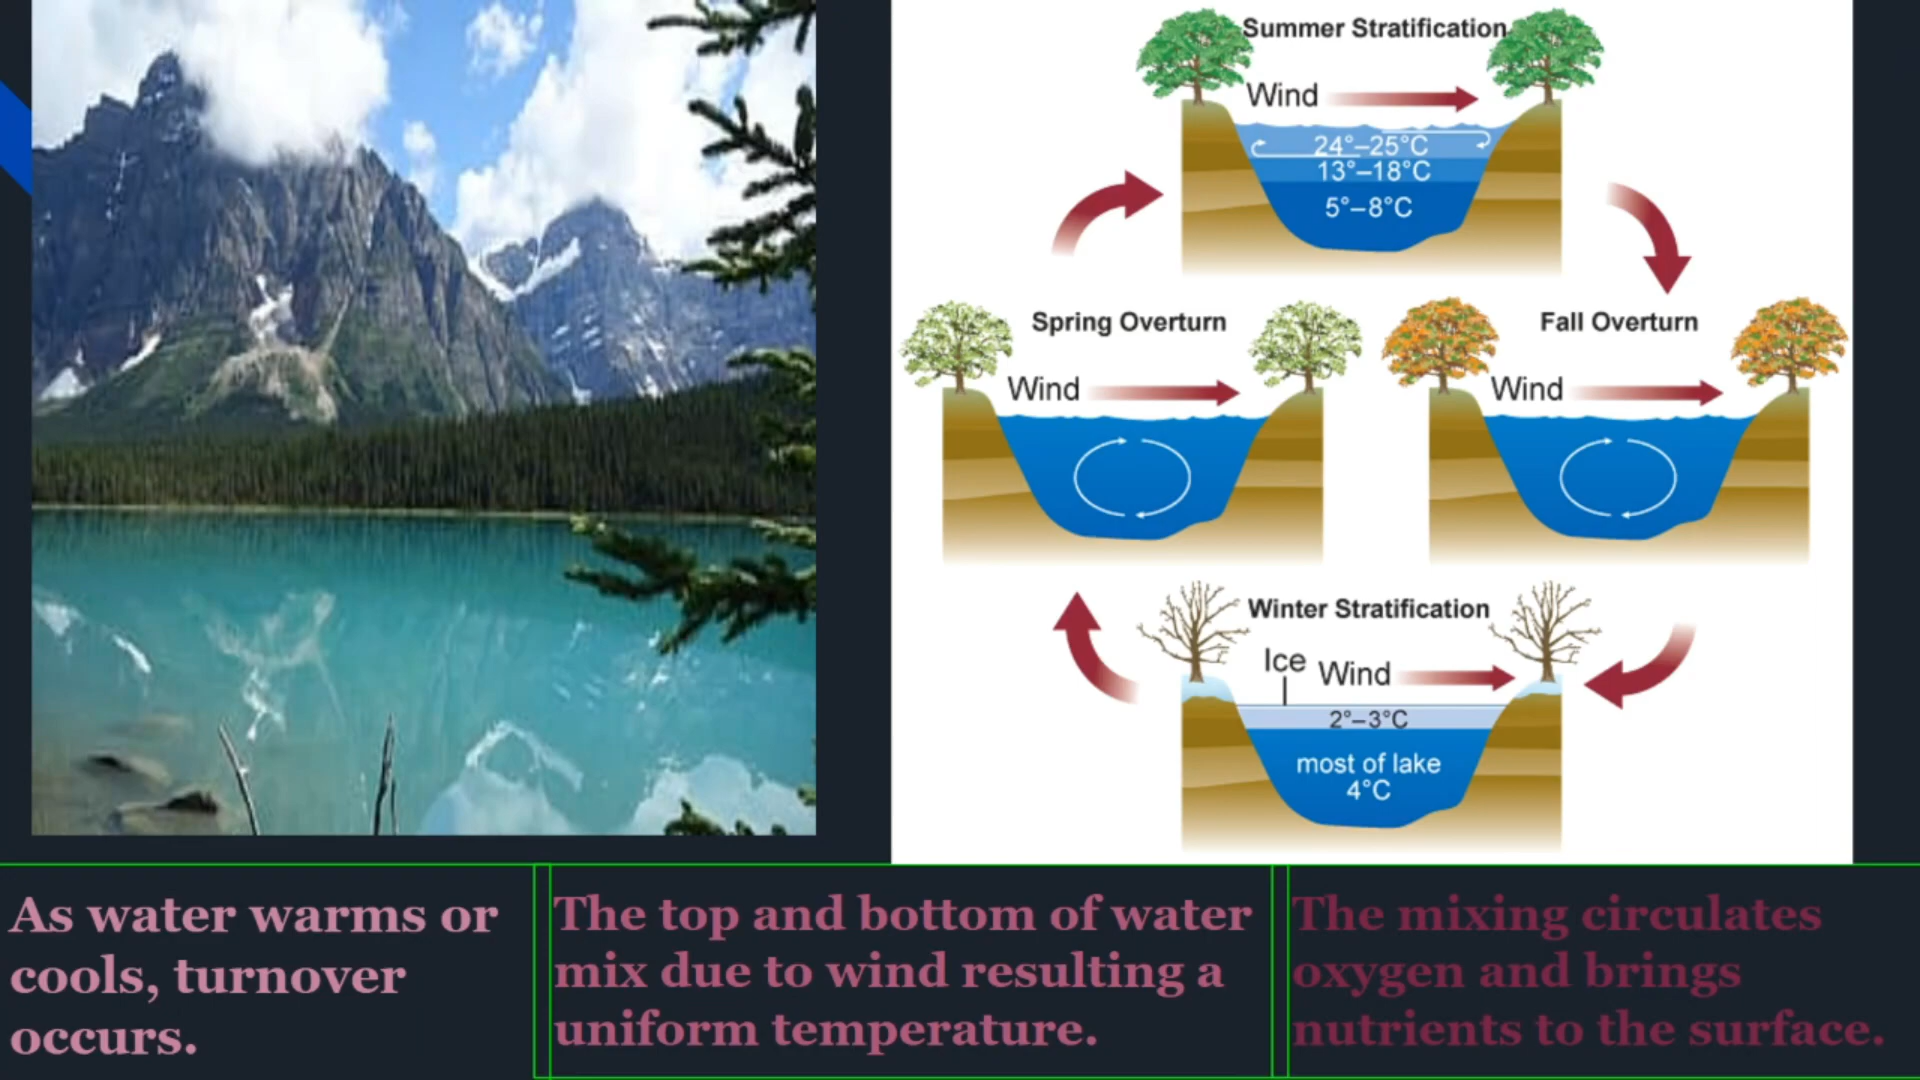 Summer Stratification
Wind
24°–25°C
13°–18°C
5°–8°C
Spring Overturn
Wind
Fall Overturn
Wind
Winter Stratification
Ice
Wind
2°–3°C
most of lake
4°C
As water warms or
cools, turnover
occurs.
The top and bottom of water
mix due to wind resulting a
uniform temperature.
The mixing circulates
oxygen and brings
nutrients to the surface.